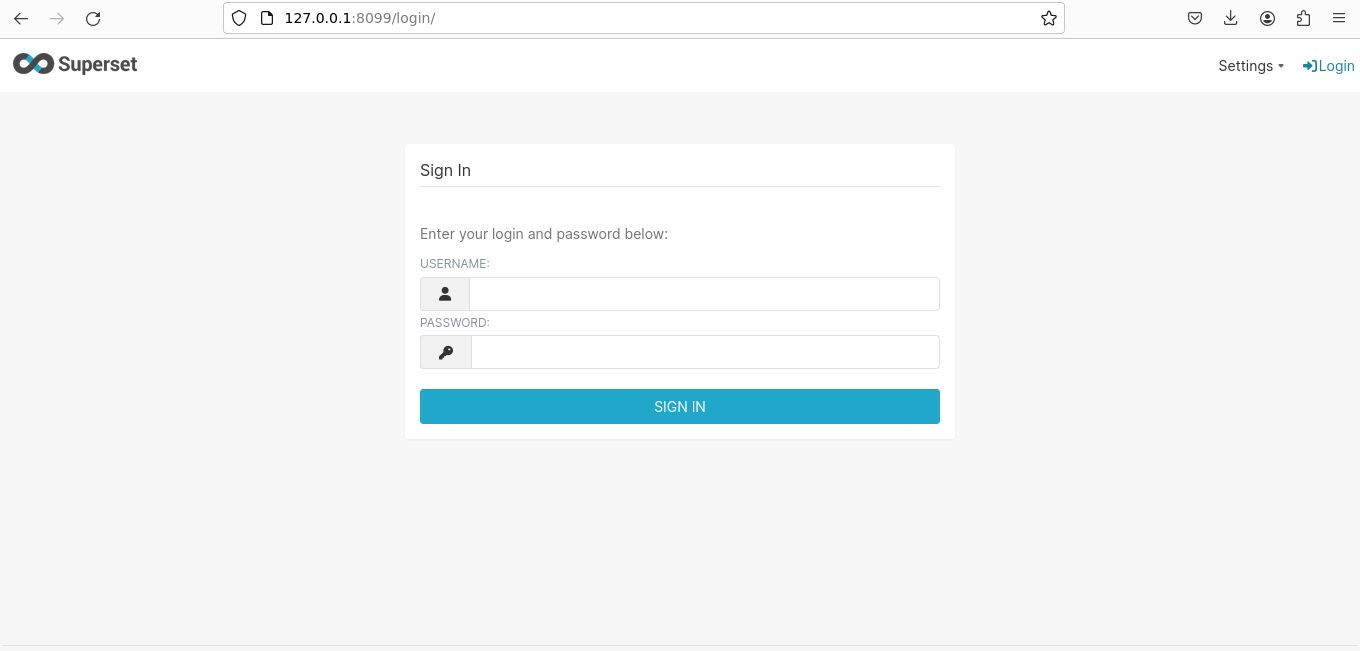 127.0.0.1:8099/login/
Superset
Settings
Login
Sign In
Enter your login and password below:
USERNAME:
PASSWORD:
SIGN IN